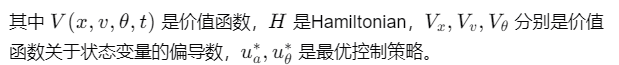 其中 V(x, v, θ, t) 是价值函数，H 是Hamiltonian，V_x, V_v, V_θ 分别是价值
函数关于状态变量的偏导数，u_a^*, u_θ^* 是最优控制策略。